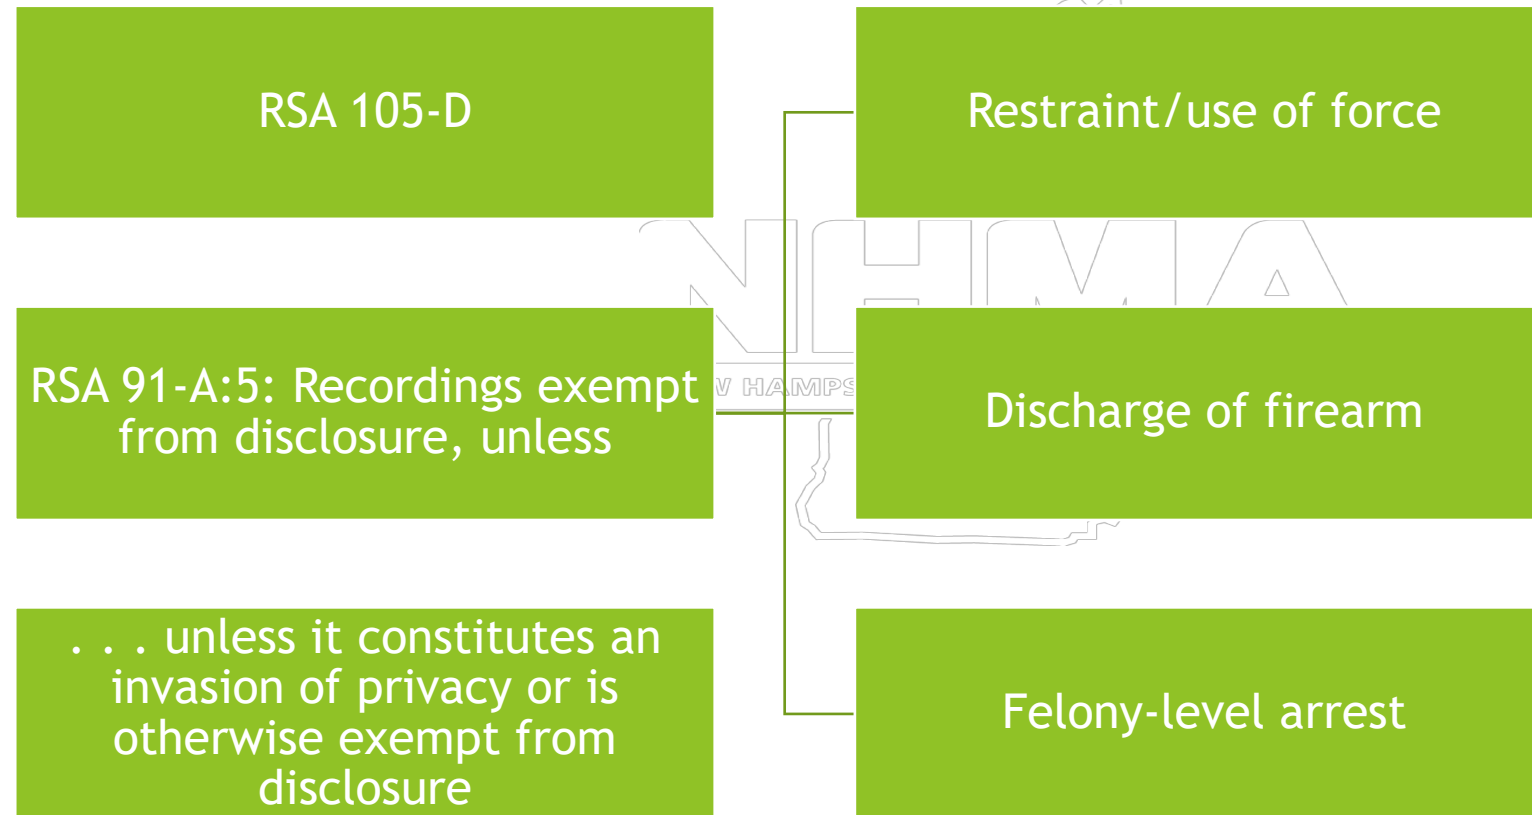 RSA 105-D
RSA 91-A:5: Recordings exempt
from disclosure, unless
. . . unless it constitutes an
invasion of privacy or is
otherwise exempt from
disclosure
Restraint/use of force
Discharge of firearm
Felony-level arrest
NHMA